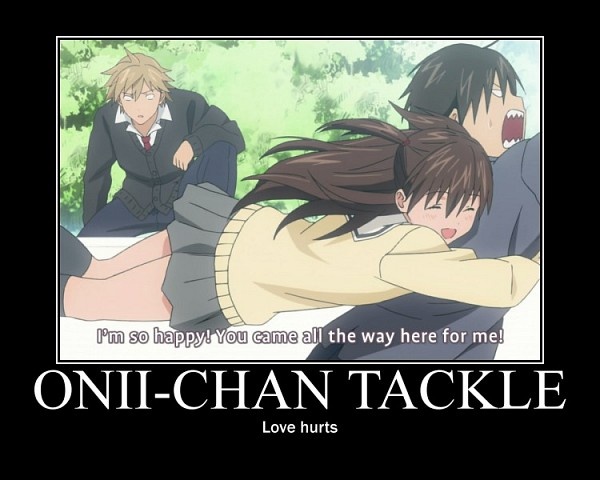 I'm so happy! You came all the way here for me!
ONII-CHAN TACKLE
Love hurts